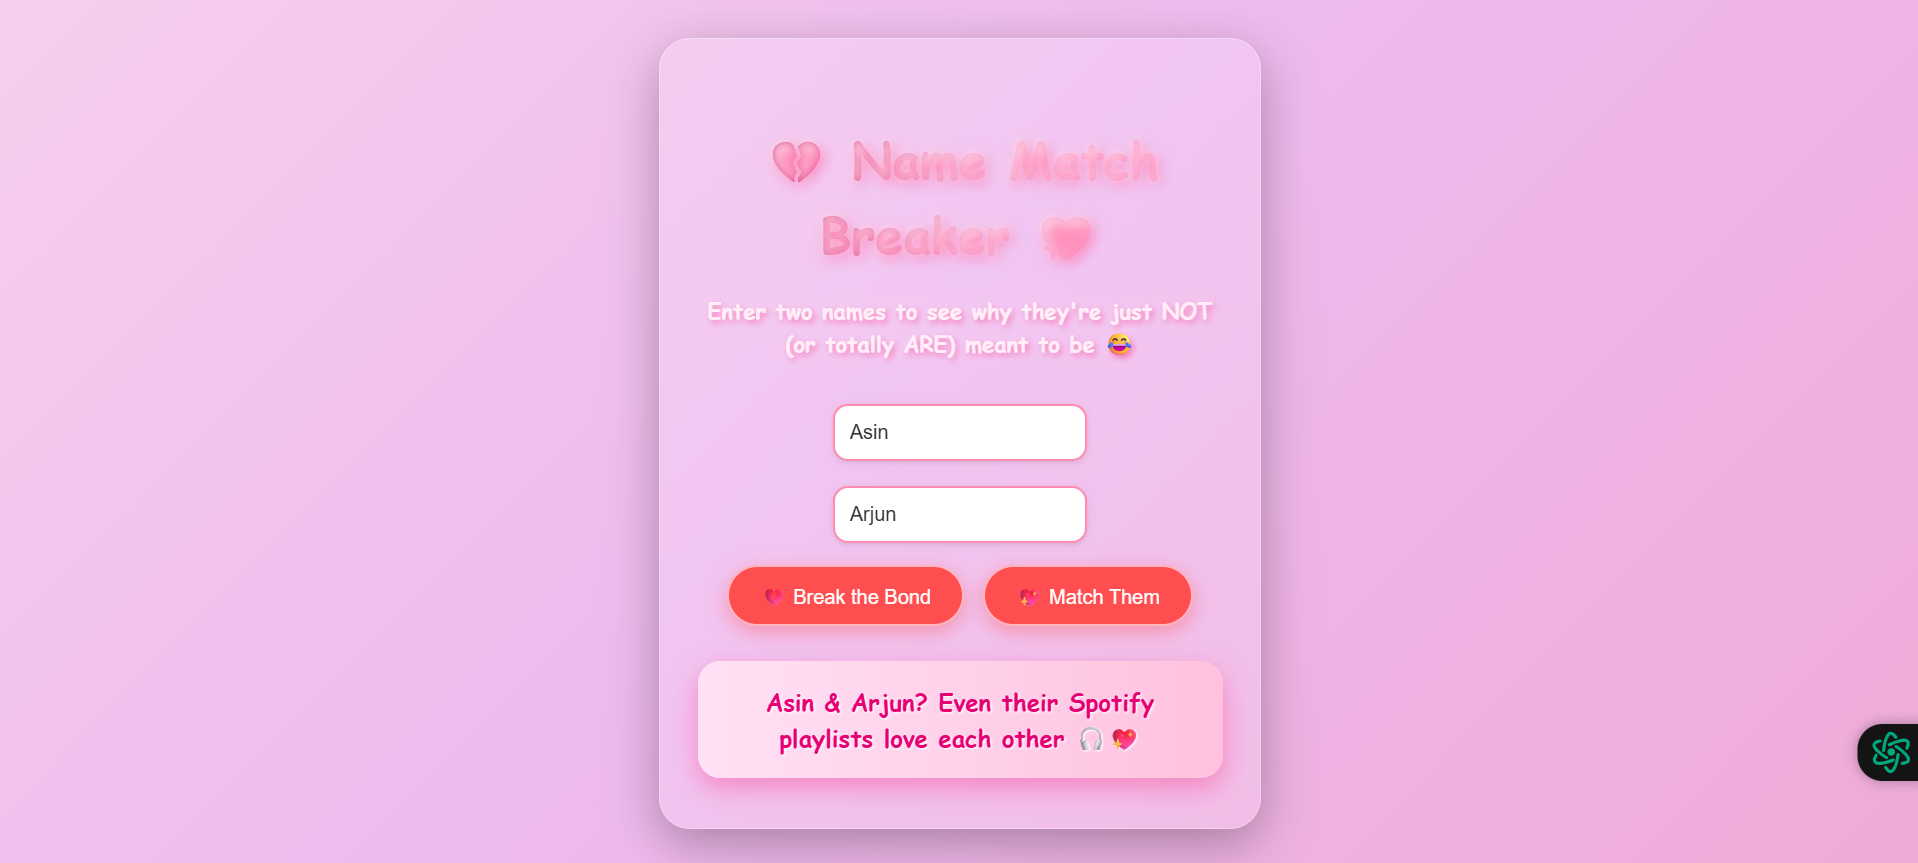 💔 Name Match
Breaker 💘
Enter two names to see why they're just NOT
(or totally ARE) meant to be 😂
Asin
Arjun
💔 Break the Bond
💖 Match Them
Asin & Arjun? Even their Spotify
playlists love each other 🎧💖